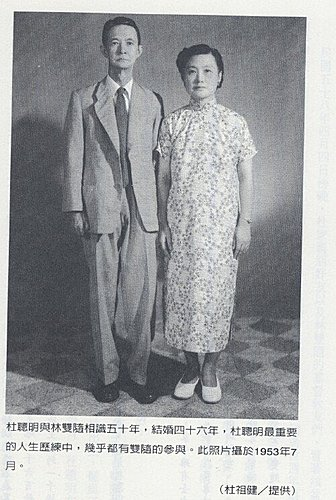 杜聰明與林雙隨相識五十年，結婚四十六年，杜聰明最重要
的人生歷練中，幾乎都有雙隨的參與。此照片攝於1953年7
月。
（杜祖健／提供）